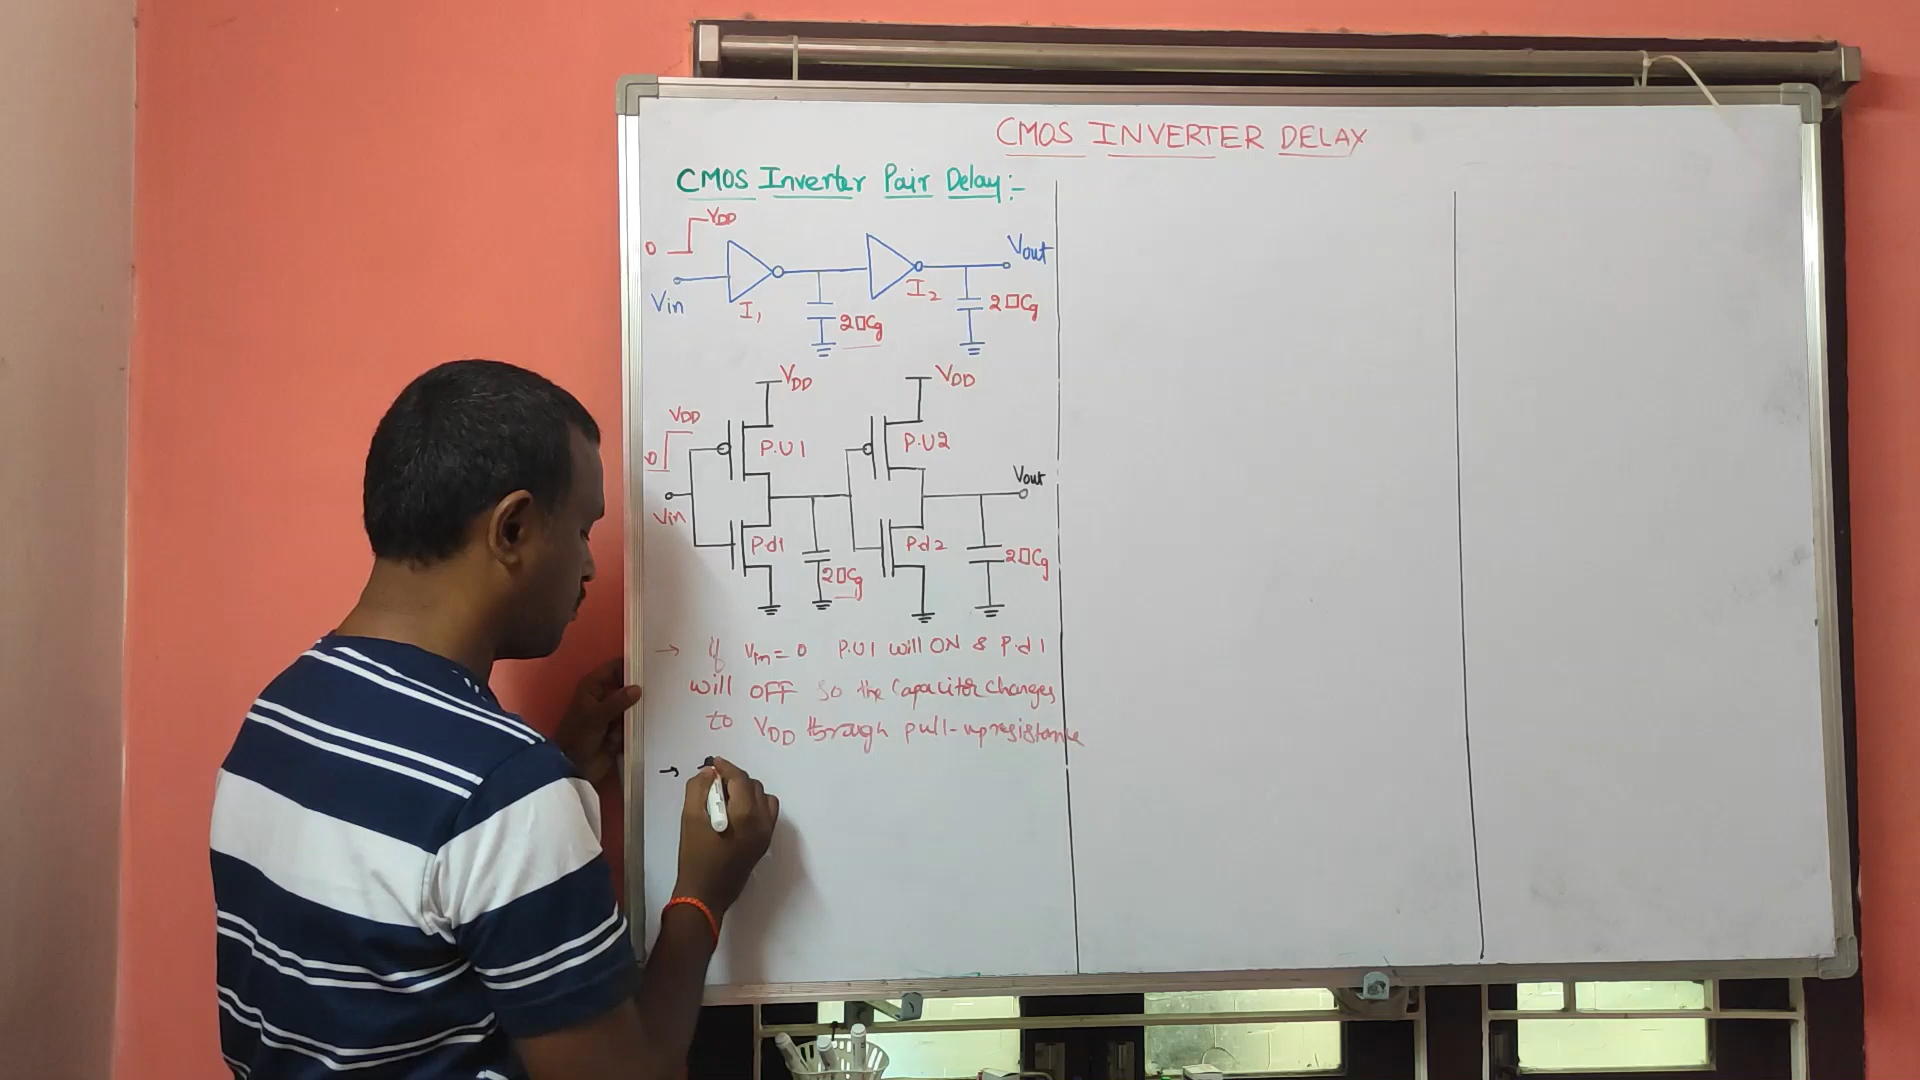 CMOS INVERTER DELAY
CMOS Inverter Pair Delay:-
0 VDD
Vin
I1
2□Cg
I2
Vout
2□Cg
VDD
VDD
VDD
0
P.U1
P.U2
Vin
Vout
P.d1
P.d2
2□Cg
2□Cg
→ if Vin=0 P.U1 will ON & P.d1
will OFF so the Capacitor Changes
to VDD through pull-up resistance
→